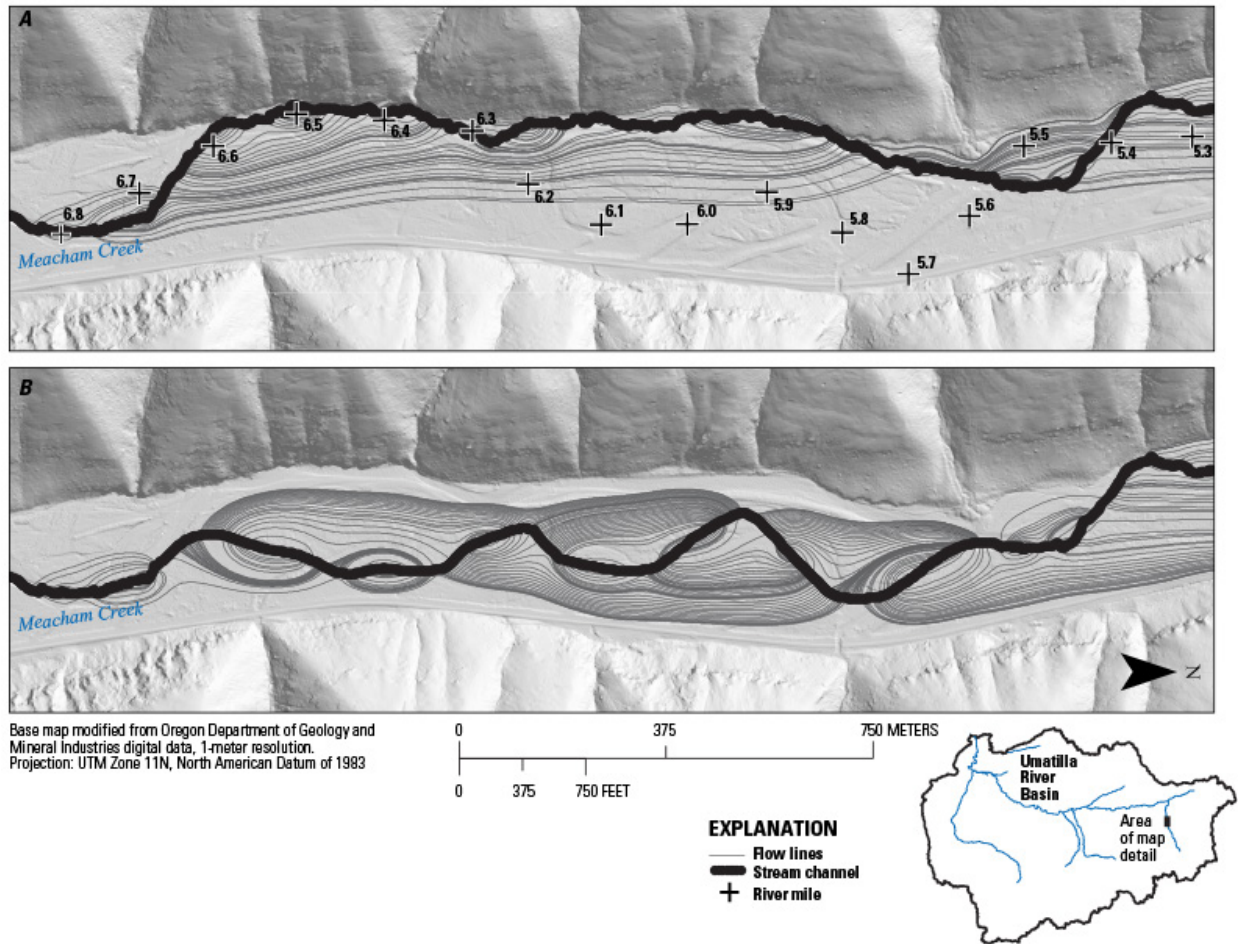 A
6.8
6.7
6.6
6.5
6.4
6.3
6.2
6.1
6.0
5.9
5.8
5.7
5.6
5.5
5.4
5.3
Meacham Creek
B
Meacham Creek
N
Base map modified from Oregon Department of Geology and
Mineral Industries digital data, 1-meter resolution.
Projection: UTM Zone 11N, North American Datum of 1983
0 375 750 METERS
0 375 750 FEET
EXPLANATION
Flow lines
Stream channel
River mile
Umatilla
River
Basin
Area
of map
detail